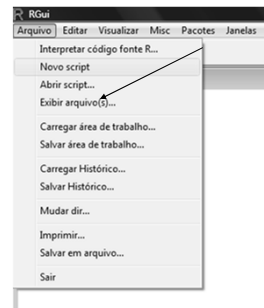 RGui
Arquivo Editar Visualizar Misc Pacotes Janelas
Interpretar código fonte R...
Novo script
Abrir script...
Exibir arquivo(s)...
Carregar área de trabalho...
Salvar área de trabalho...
Carregar Histórico...
Salvar Histórico...
Mudar dir...
Imprimir...
Salvar em arquivo...
Sair